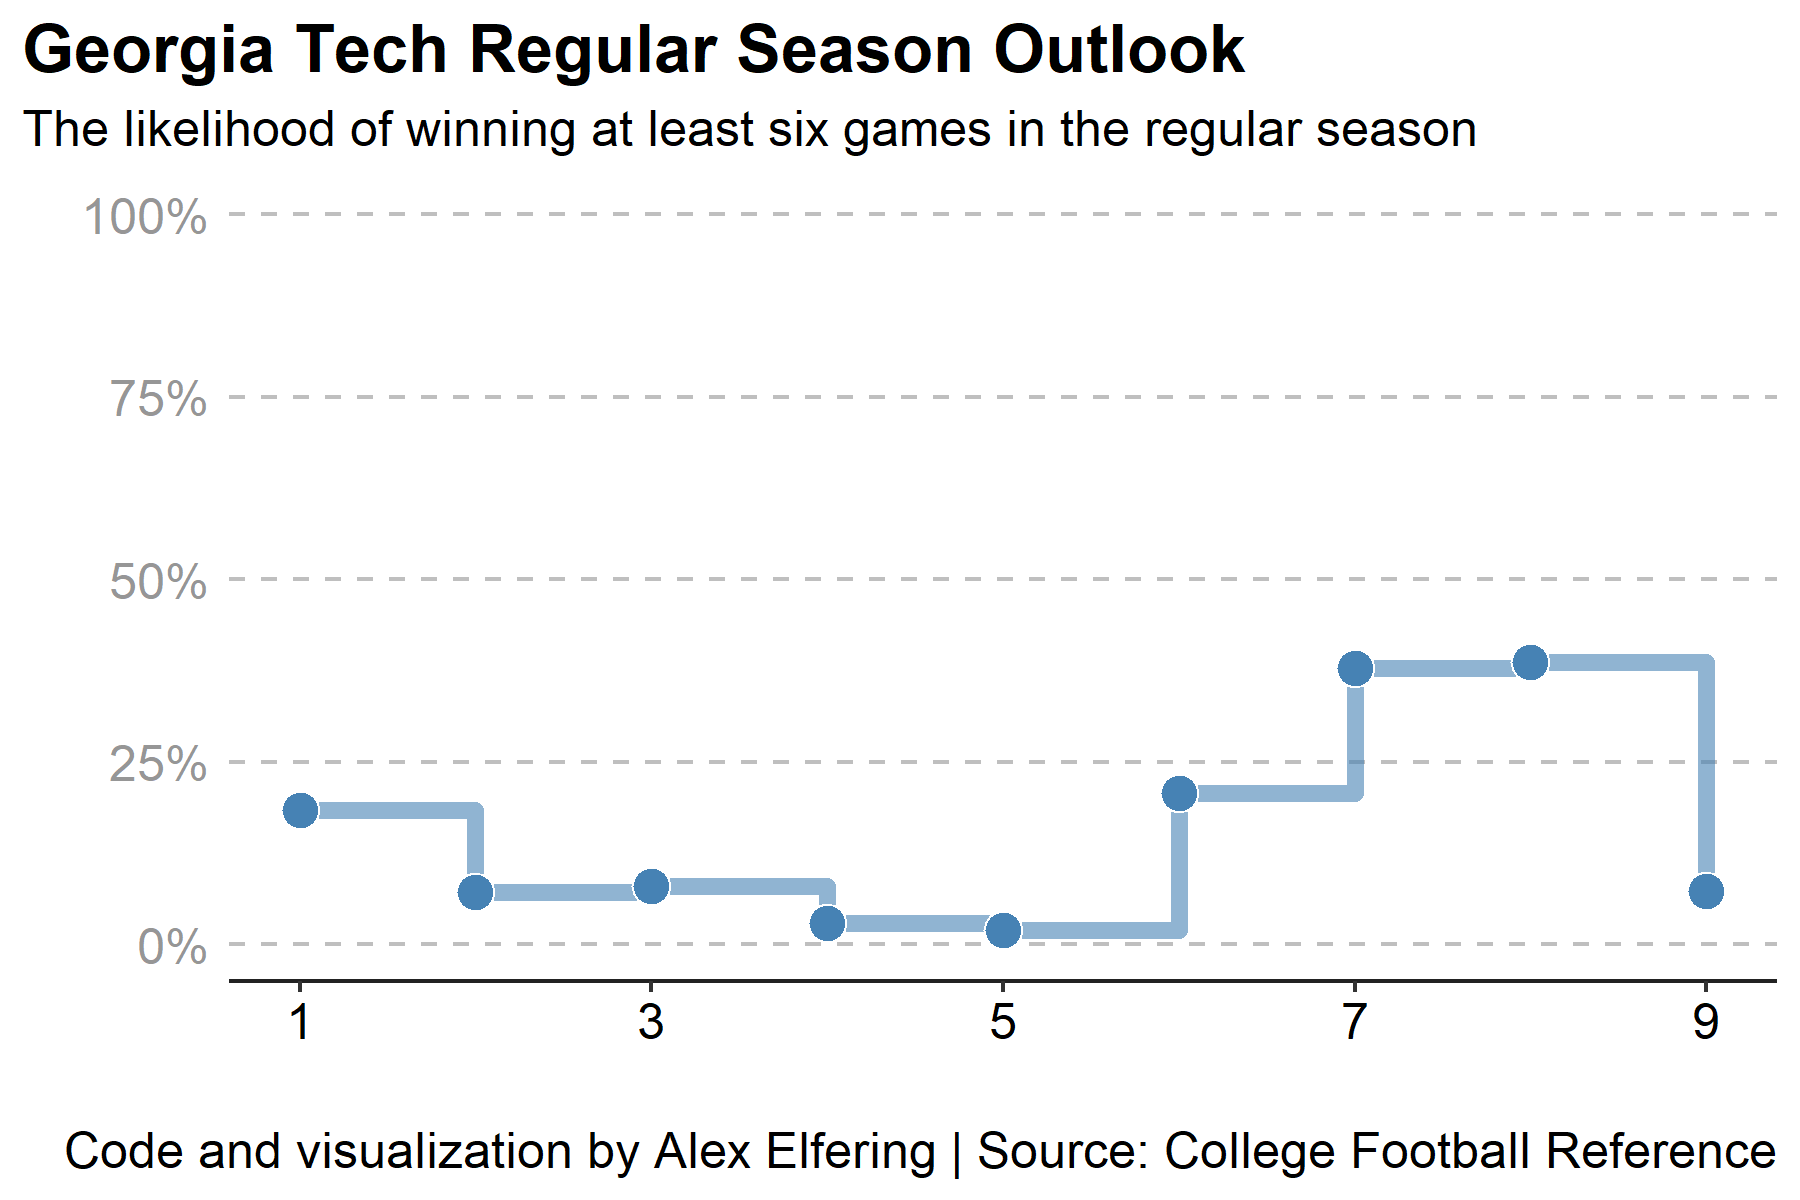 Georgia Tech Regular Season Outlook
The likelihood of winning at least six games in the regular season
100%
75%
50%
25%
0%
1 3 5 7 9
Code and visualization by Alex Elfering | Source: College Football Reference